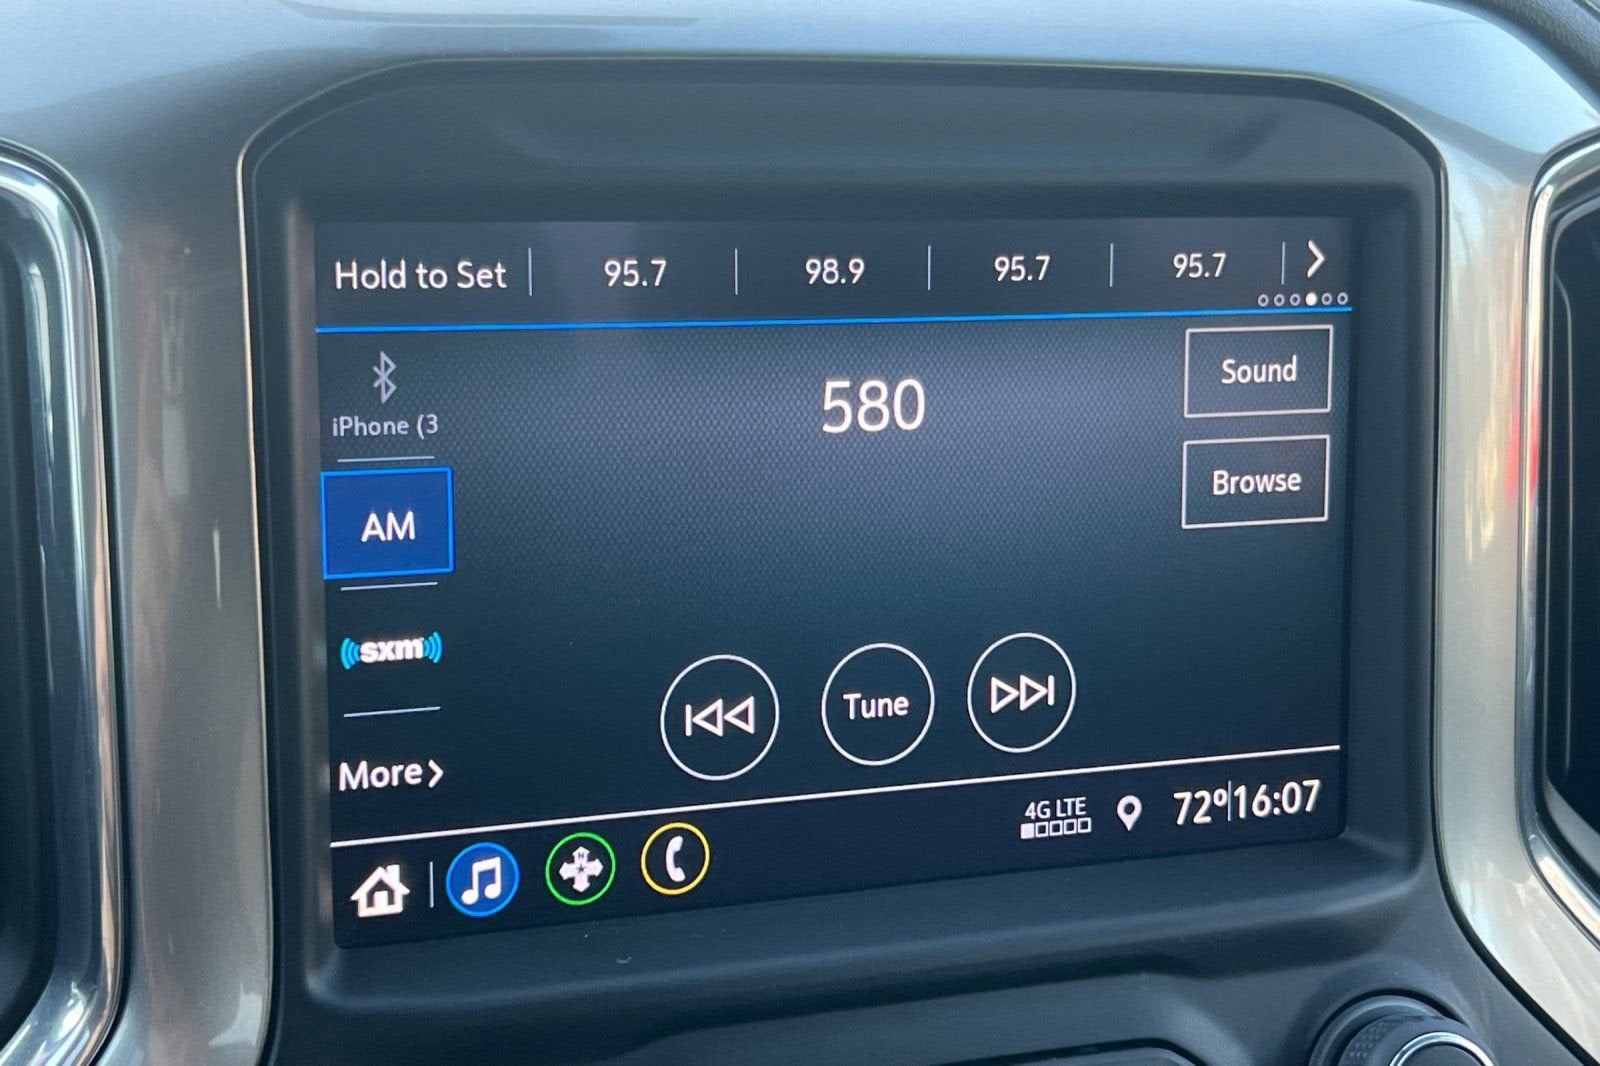 Hold to Set 95.7 98.9 95.7 95.7
iPhone (3
580
Sound
Browse
AM
sxm
Tune
More
4G LTE
72° 16:07